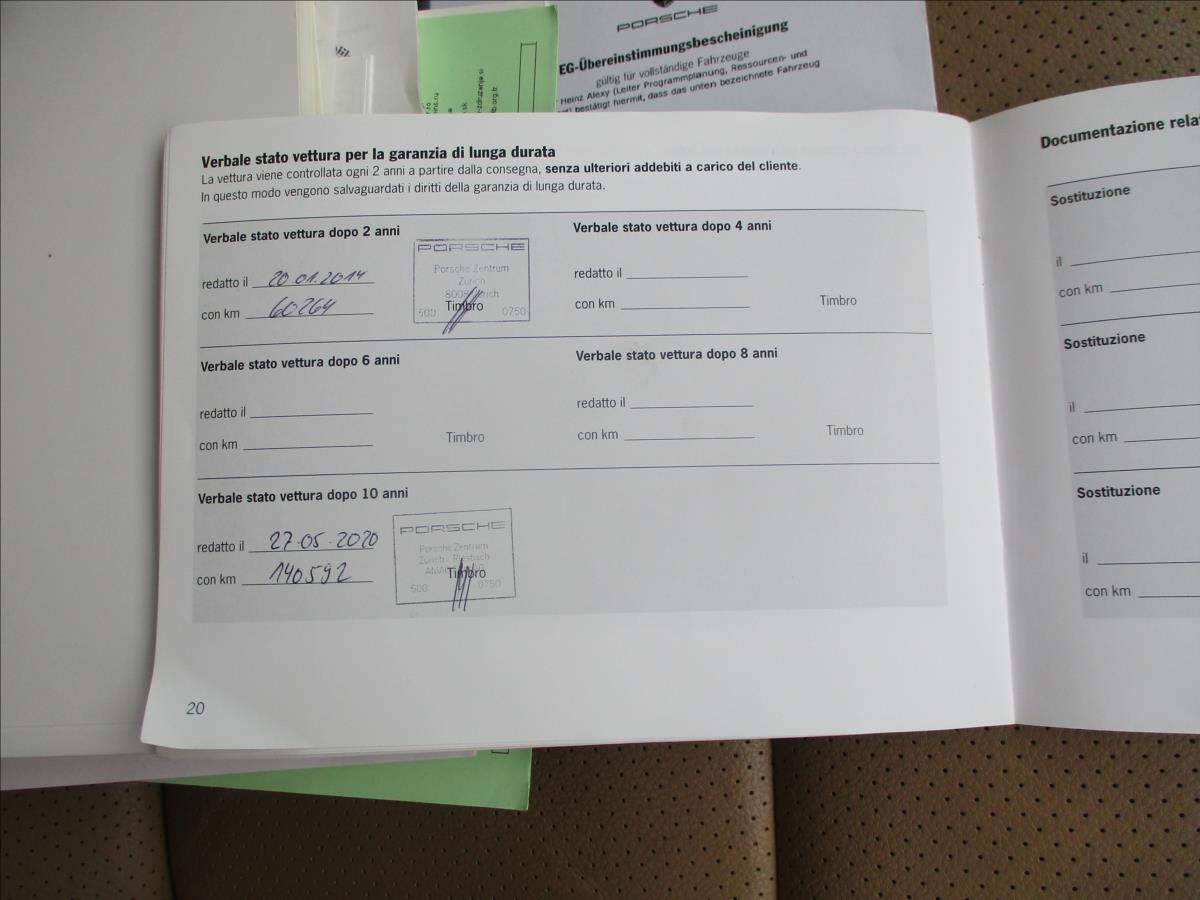 PORSCHE
EG-Übereinstimmungsbescheinigung
gültig für vollständige Fahrzeuge
Heinz Alexy (Leiter Programmplanung, Ressourcen- und
bestätigt hiermit, dass das unten bezeichnete Fahrzeug
Verbale stato vettura per la garanzia di lunga durata
La vettura viene controllata ogni 2 anni a partire dalla consegna, senza ulteriori addebiti a carico del cliente.
In questo modo vengono salvaguardati i diritti della garanzia di lunga durata.
Verbale stato vettura dopo 2 anni
redatto il 20.01.2014
con km 60264
PORSCHE
Porsche Zentrum
Zürich
Timbro
500 0750
Verbale stato vettura dopo 4 anni
redatto il
con km
Timbro
Verbale stato vettura dopo 6 anni
redatto il
con km
Timbro
Verbale stato vettura dopo 8 anni
redatto il
con km
Timbro
Verbale stato vettura dopo 10 anni
redatto il 27.05.2020
con km 140592
PORSCHE
Porsche Zentrum
Timbro
500 0750
20
Documentazione
Sostituzione
il
con km
Sostituzione
il
con km
Sostituzione
il
con km